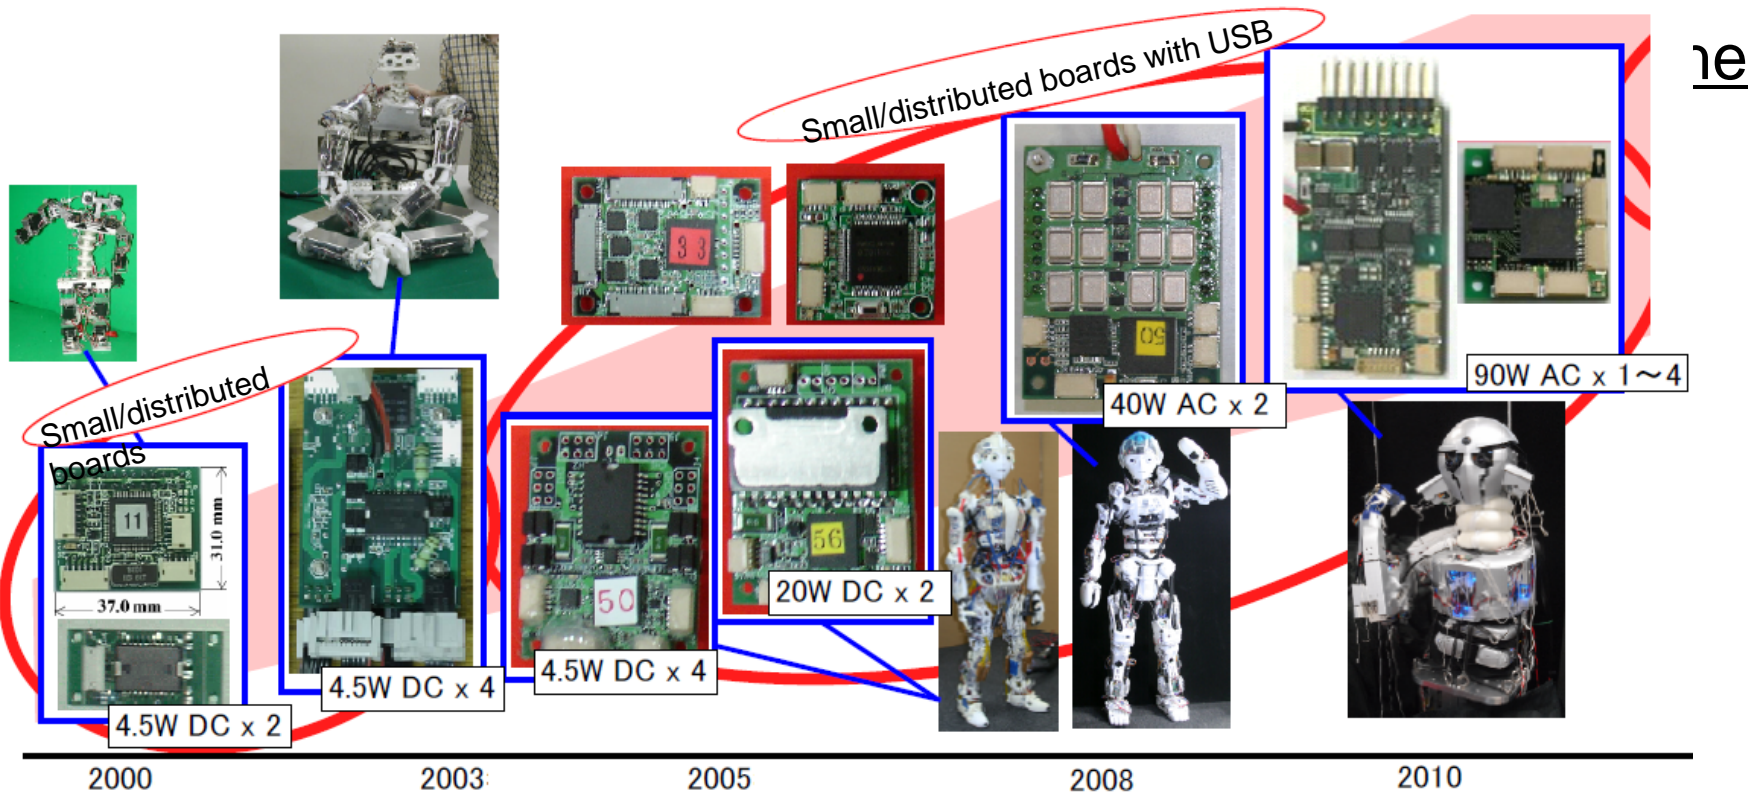 ne
Small/distributed boards with USB
Small/distributed
boards
33
50
90W AC x 1～4
40W AC x 2
11
31.0 mm
37.0 mm
56
20W DC x 2
50
4.5W DC x 4
4.5W DC x 4
4.5W DC x 2
2000
2003
2005
2008
2010